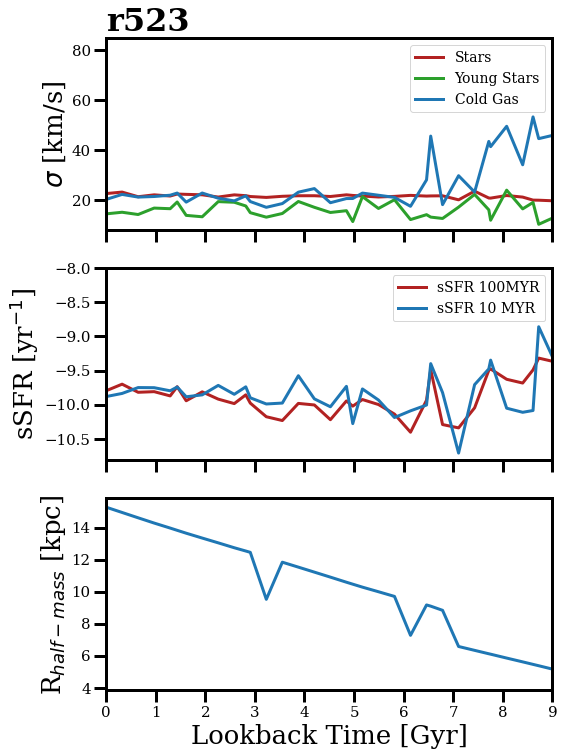 r523
σ [km/s]
80
60
40
20
Stars
Young Stars
Cold Gas
sSFR [yr⁻¹]
−8.0
−8.5
−9.0
−9.5
−10.0
−10.5
sSFR 100MYR
sSFR 10 MYR
R_half−mass [kpc]
14
12
10
8
6
4
0 1 2 3 4 5 6 7 8 9
Lookback Time [Gyr]